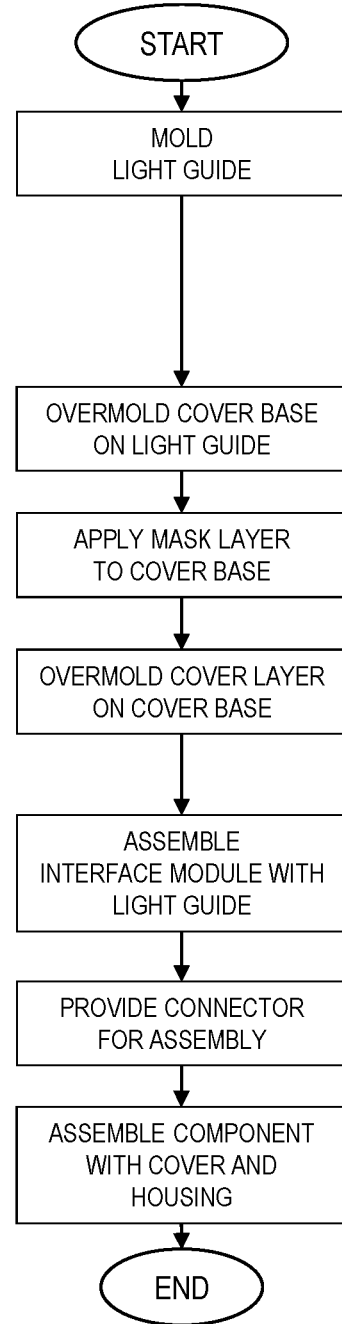 START
MOLD
LIGHT GUIDE
OVERMOLD COVER BASE
ON LIGHT GUIDE
APPLY MASK LAYER
TO COVER BASE
OVERMOLD COVER LAYER
ON COVER BASE
ASSEMBLE
INTERFACE MODULE WITH
LIGHT GUIDE
PROVIDE CONNECTOR
FOR ASSEMBLY
ASSEMBLE COMPONENT
WITH COVER AND
HOUSING
END